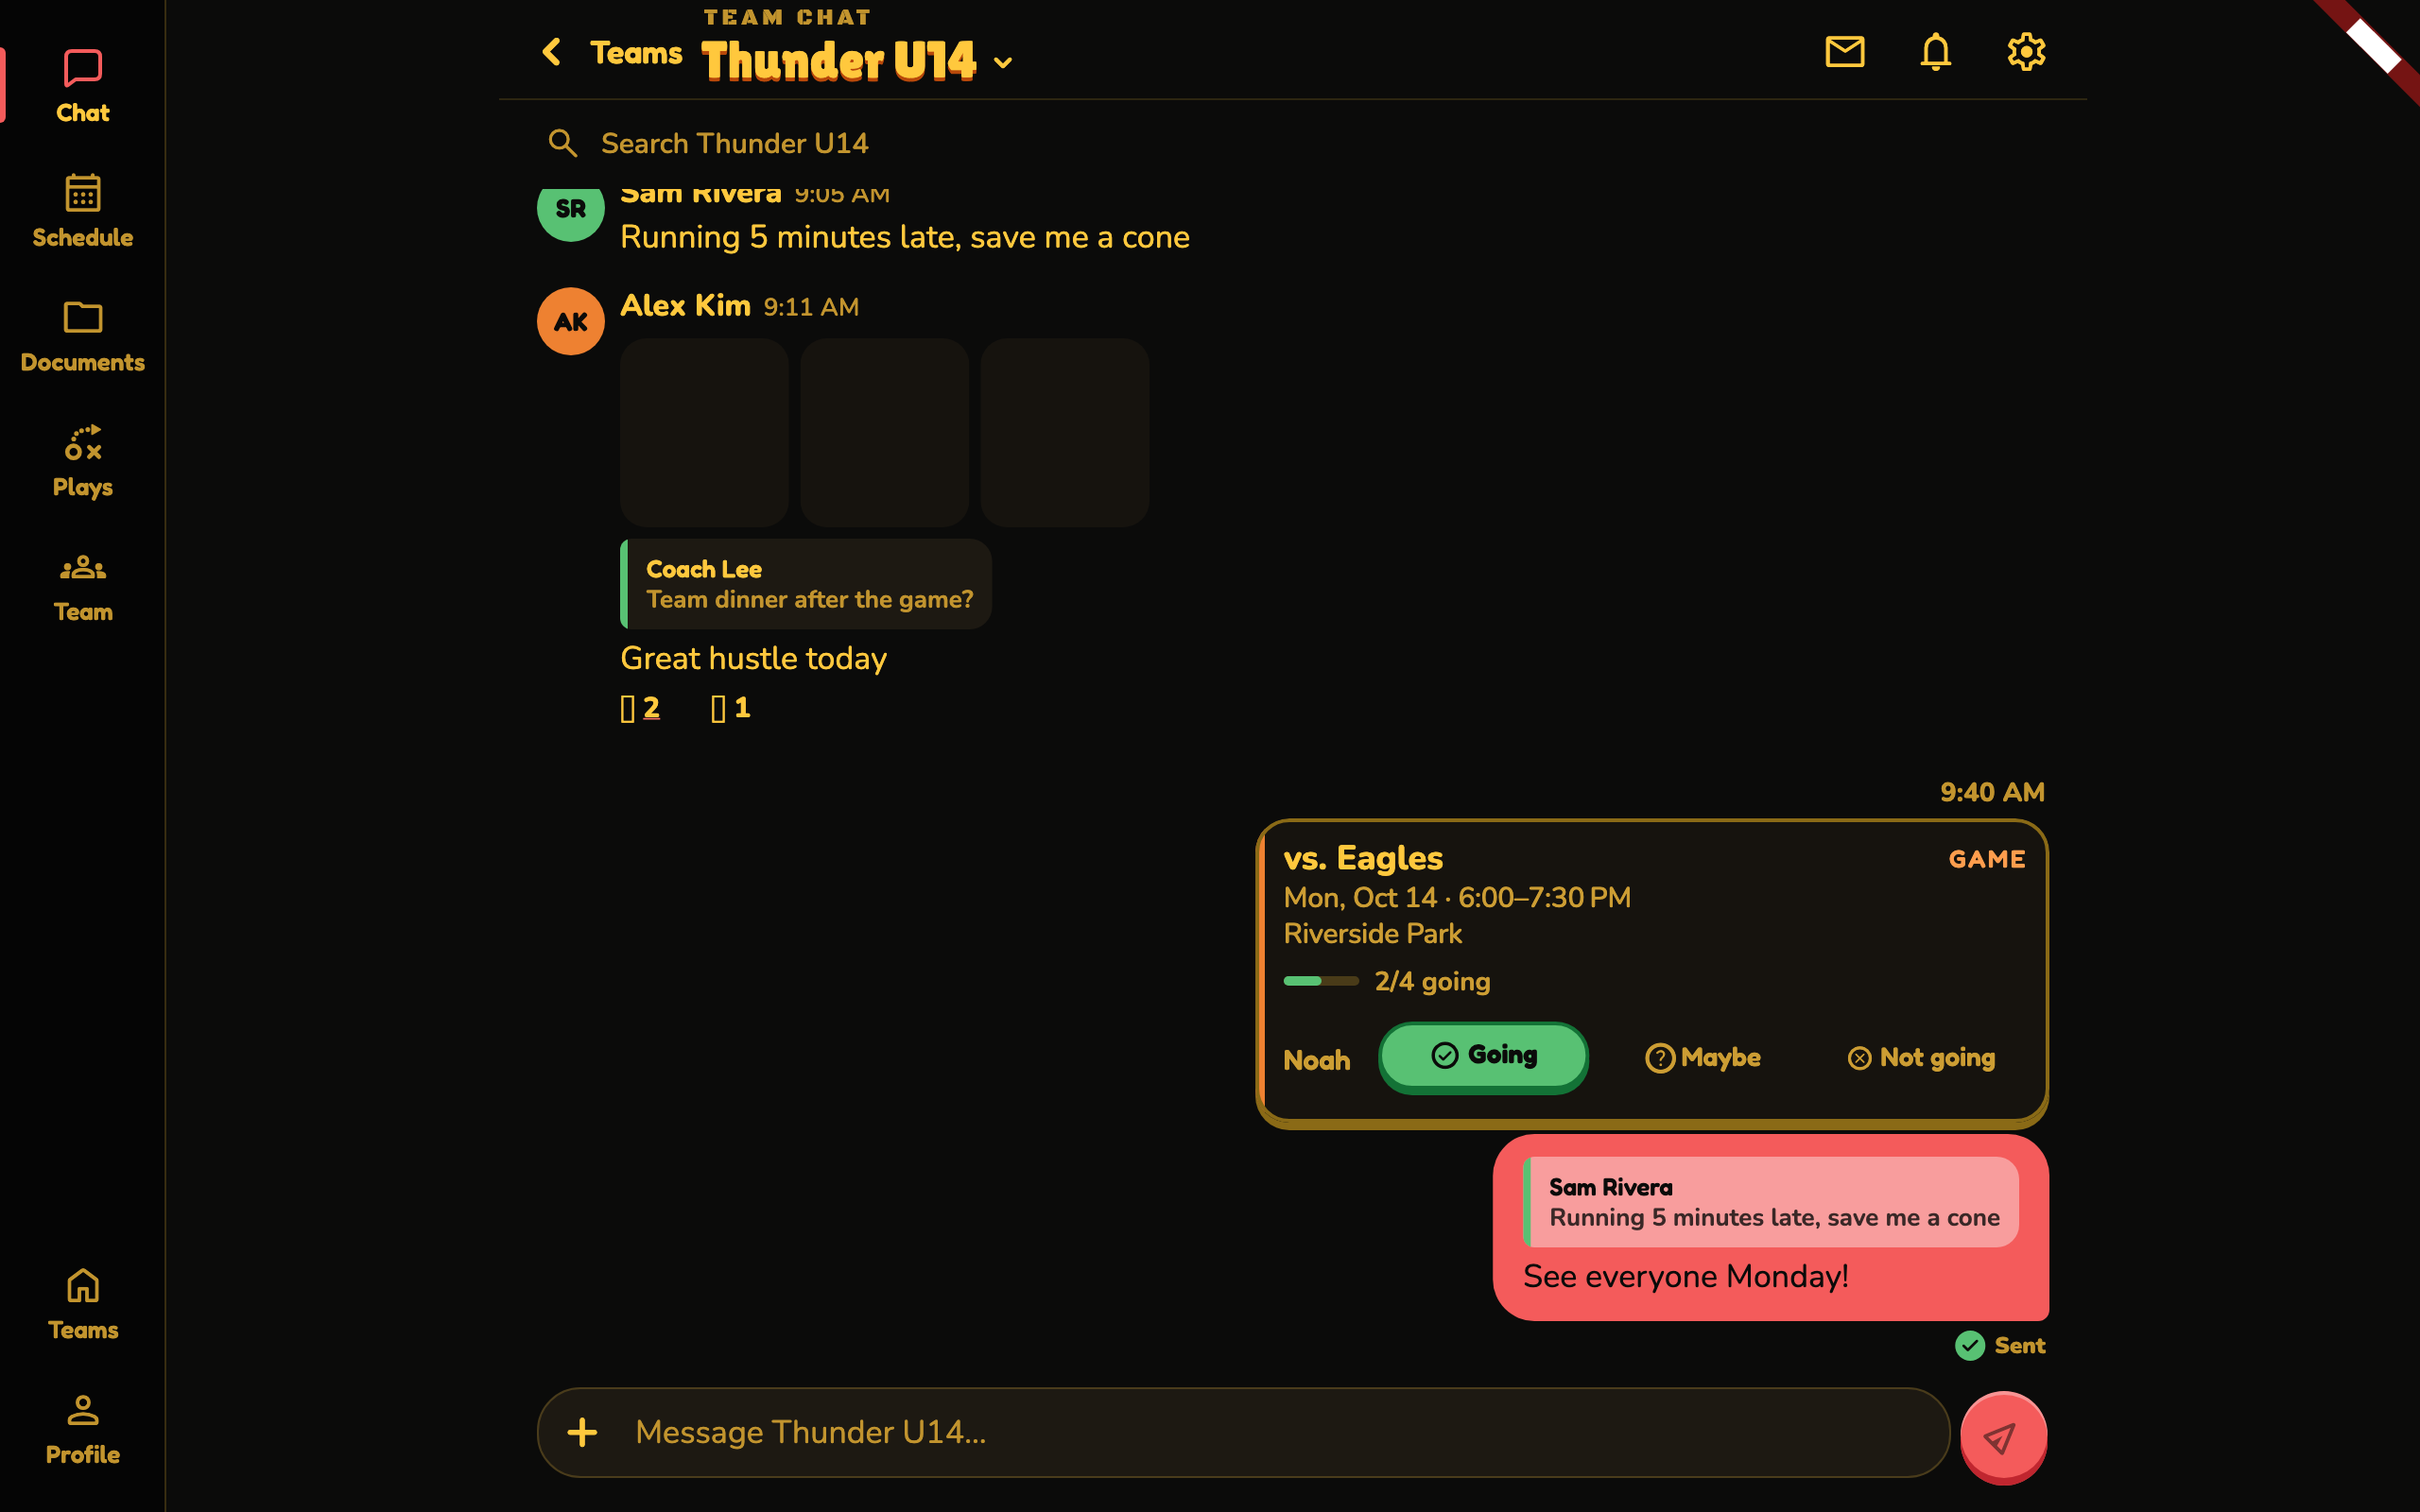 TEAM CHAT
Teams
Thunder U14
Search Thunder U14
Chat
Schedule
Documents
Plays
Team
Teams
Profile
Sam Rivera 9:05 AM
SR
Running 5 minutes late, save me a cone
AK
Alex Kim 9:11 AM
Coach Lee
Team dinner after the game?
Great hustle today
2 1
9:40 AM
vs. Eagles GAME
Mon, Oct 14 · 6:00–7:30 PM
Riverside Park
2/4 going
Noah Going Maybe Not going
Sam Rivera
Running 5 minutes late, save me a cone
See everyone Monday!
Sent
Message Thunder U14...